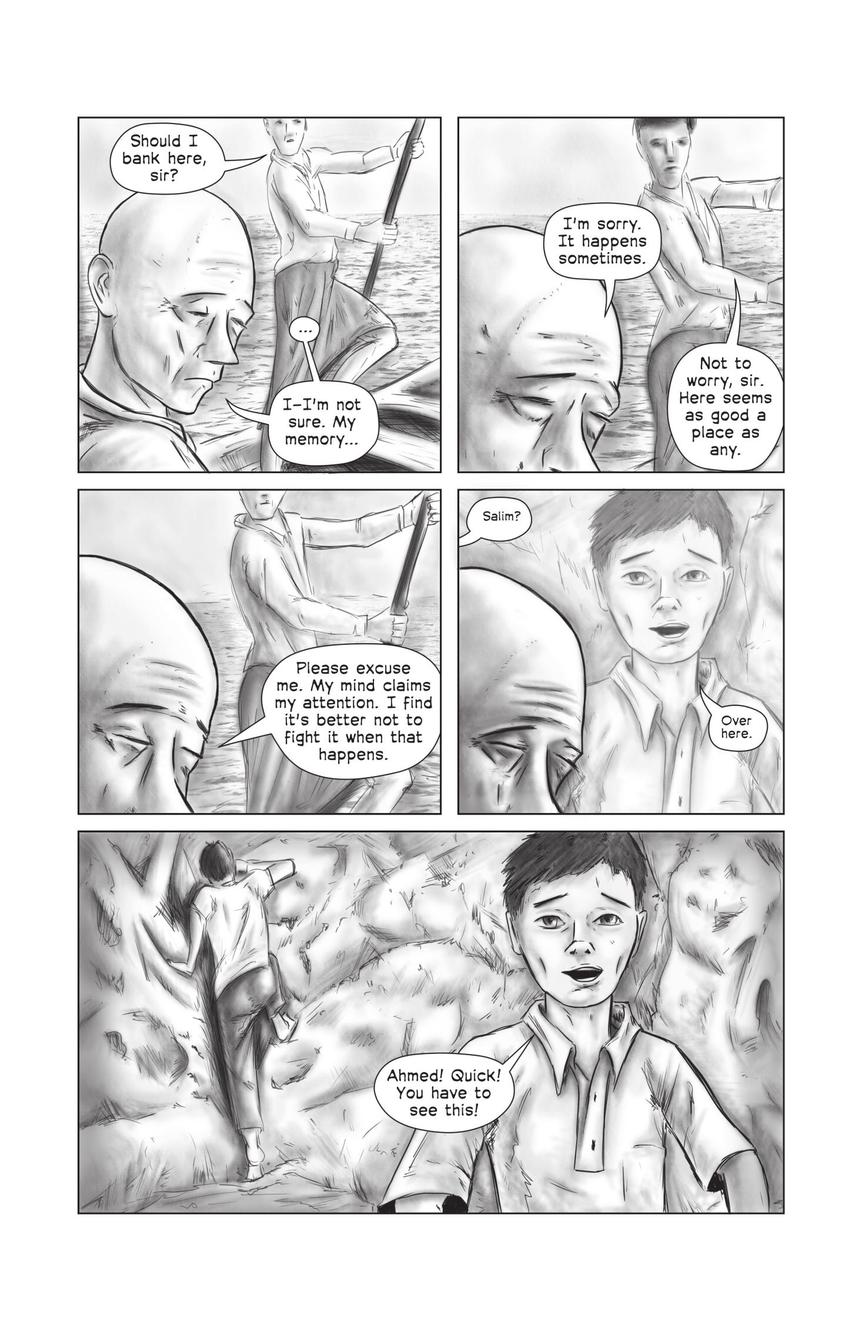 Should I
bank here,
sir?
...
I–I'm not
sure. My
memory...
I'm sorry.
It happens
sometimes.
Not to
worry, sir.
Here seems
as good a
place as
any.
Please excuse
me. My mind claims
my attention. I find
it's better not to
fight it when that
happens.
Salim?
Over
here.
Ahmed! Quick!
You have to
see this!